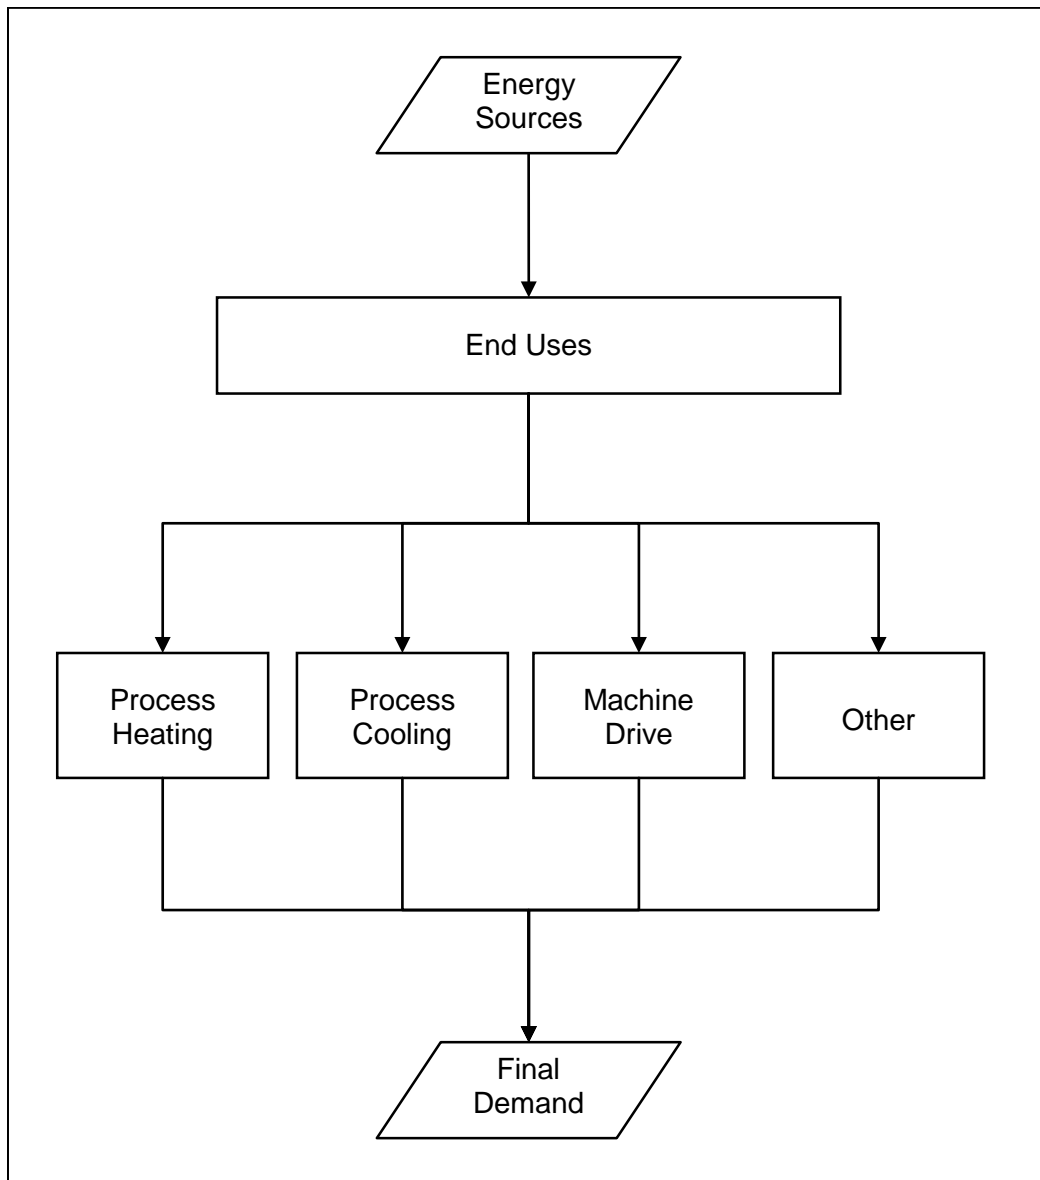 Energy
Sources
End Uses
Process
Heating
Process
Cooling
Machine
Drive
Other
Final
Demand